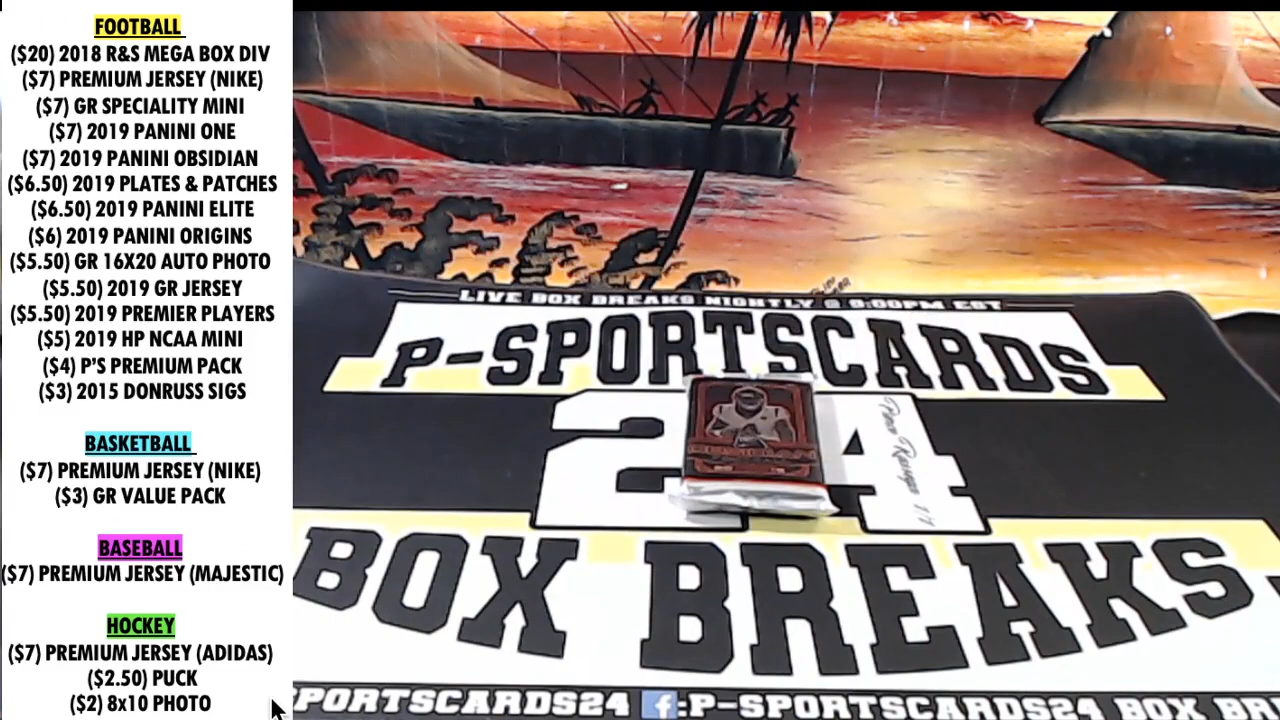 FOOTBALL
($20) 2018 R&S MEGA BOX DIV
($7) PREMIUM JERSEY (NIKE)
($7) GR SPECIALITY MINI
($7) 2019 PANINI ONE
($7) 2019 PANINI OBSIDIAN
($6.50) 2019 PLATES & PATCHES
($6.50) 2019 PANINI ELITE
($6) 2019 PANINI ORIGINS
($5.50) GR 16X20 AUTO PHOTO
($5.50) 2019 GR JERSEY
($5.50) 2019 PREMIER PLAYERS
($5) 2019 HP NCAA MINI
($4) P'S PREMIUM PACK
($3) 2015 DONRUSS SIGS
BASKETBALL
($7) PREMIUM JERSEY (NIKE)
($3) GR VALUE PACK
BASEBALL
($7) PREMIUM JERSEY (MAJESTIC)
HOCKEY
($7) PREMIUM JERSEY (ADIDAS)
($2.50) PUCK
($2) 8x10 PHOTO
LIVE BOX BREAKS NIGHTLY @ 9:00PM EST
P-SPORTSCARDS
24
OBSIDIAN
BOX BREAKS
PORTSCARDS24 f:P-SPORTSCARDS24 BOX BR